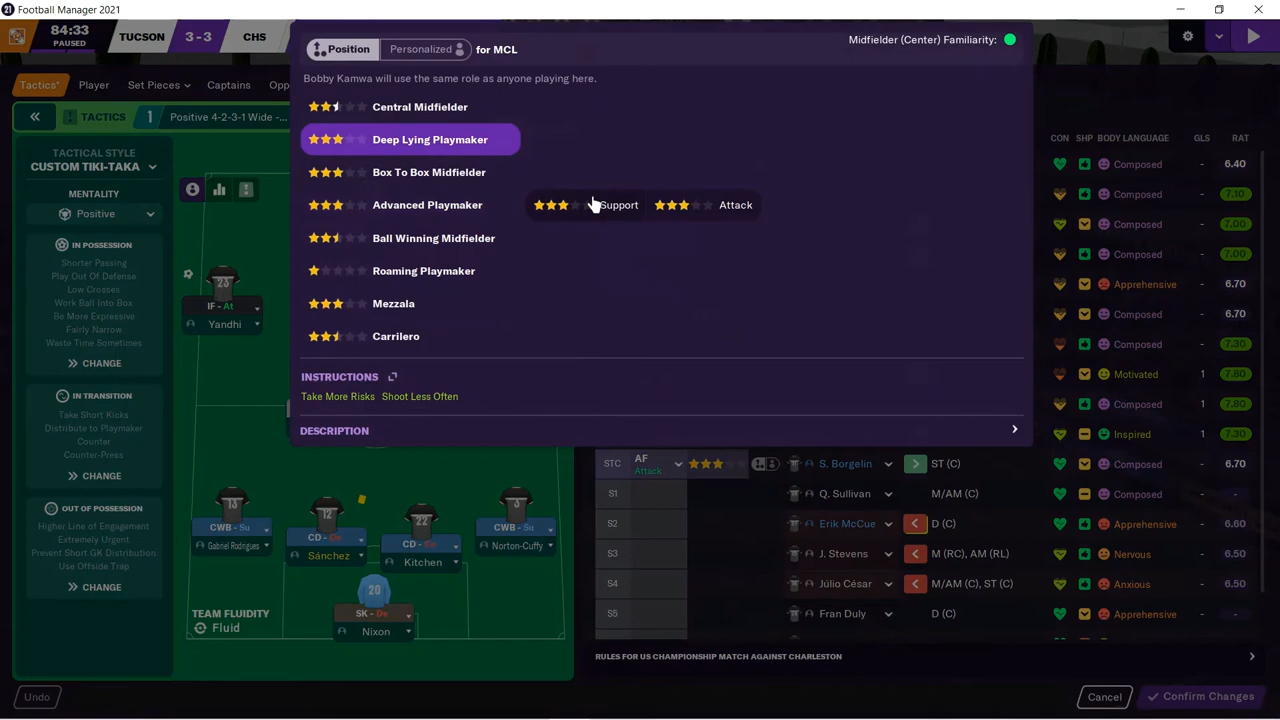 Football Manager 2021
84:33
PAUSED
TUCSON 3-3 CHS
Tactics* Player Set Pieces Captains Opp
TACTICS 1 Positive 4-2-3-1 Wide -...
TACTICAL STYLE
CUSTOM TIKI-TAKA
MENTALITY
Positive
IN POSSESSION
Shorter Passing
Play Out Of Defense
Low Crosses
Work Ball Into Box
Be More Expressive
Fairly Narrow
Waste Time Sometimes
CHANGE
IN TRANSITION
Take Short Kicks
Distribute to Playmaker
Counter
Counter-Press
CHANGE
OUT OF POSSESSION
Higher Line of Engagement
Extremely Urgent
Prevent Short GK Distribution
Use Offside Trap
CHANGE
23
IF - At
Yandhi
13
CWB - Su
Gabriel Rodrigues
12
CD - De
Sánchez
22
CD - De
Kitchen
3
CWB - Su
Norton-Cuffy
20
SK - De
Nixon
TEAM FLUIDITY
Fluid
Position Personalized for MCL
Midfielder (Center) Familiarity:
Bobby Kamwa will use the same role as anyone playing here.
Central Midfielder
Deep Lying Playmaker
Box To Box Midfielder
Advanced Playmaker Support Attack
Ball Winning Midfielder
Roaming Playmaker
Mezzala
Carrilero
INSTRUCTIONS
Take More Risks Shoot Less Often
DESCRIPTION
CON SHP BODY LANGUAGE GLS RAT
Composed - 6.40
Composed - 7.10
Composed - 7.00
Composed - 7.00
Apprehensive - 6.70
Composed - 6.70
Composed - 7.30
Motivated 1 7.80
Composed 1 7.80
Inspired 1 7.30
STC AF Attack S. Borgelin ST (C) Composed - 6.70
S1 Q. Sullivan M/AM (C) Composed - -
S2 Erik McCue D (C) Apprehensive - 6.60
S3 J. Stevens M (RC), AM (RL) Nervous - 6.50
S4 Júlio César M/AM (C), ST (C) Anxious - 6.50
S5 Fran Duly D (C) Apprehensive - -
RULES FOR US CHAMPIONSHIP MATCH AGAINST CHARLESTON
Undo
Cancel
Confirm Changes